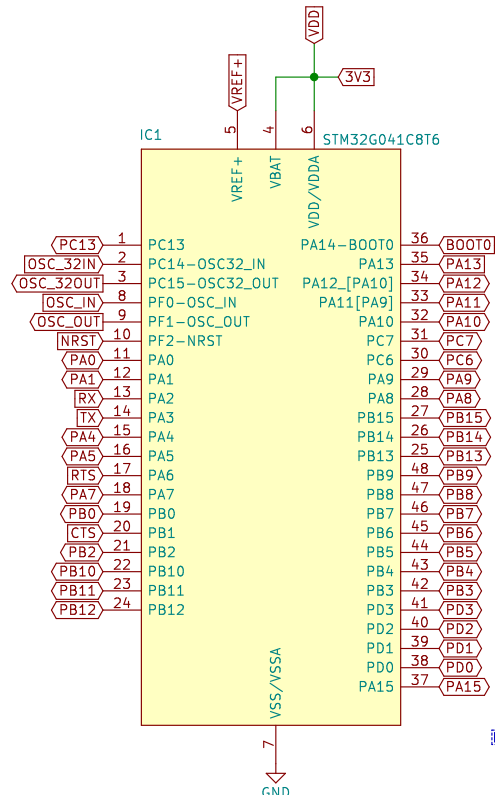 VDD
3V3
VREF+
IC1
STM32G041C8T6
5 4 6
VREF+ VBAT VDD/VDDA
PC13 1 PC13 PA14-BOOT0 36 BOOT0
OSC_32IN 2 PC14-OSC32_IN PA13 35 PA13
OSC_32OUT 3 PC15-OSC32_OUT PA12_[PA10] 34 PA12
OSC_IN 8 PF0-OSC_IN PA11[PA9] 33 PA11
OSC_OUT 9 PF1-OSC_OUT PA10 32 PA10
NRST 10 PF2-NRST PC7 31 PC7
PA0 11 PA0 PC6 30 PC6
PA1 12 PA1 PA9 29 PA9
RX 13 PA2 PA8 28 PA8
TX 14 PA3 PB15 27 PB15
PA4 15 PA4 PB14 26 PB14
PA5 16 PA5 PB13 25 PB13
RTS 17 PA6 PB9 48 PB9
PA7 18 PA7 PB8 47 PB8
PB0 19 PB0 PB7 46 PB7
CTS 20 PB1 PB6 45 PB6
PB2 21 PB2 PB5 44 PB5
PB10 22 PB10 PB4 43 PB4
PB11 23 PB11 PB3 42 PB3
PB12 24 PB12 PD3 41 PD3
PD2 40 PD2
PD1 39 PD1
PD0 38 PD0
PA15 37 PA15
VSS/VSSA
7
GND